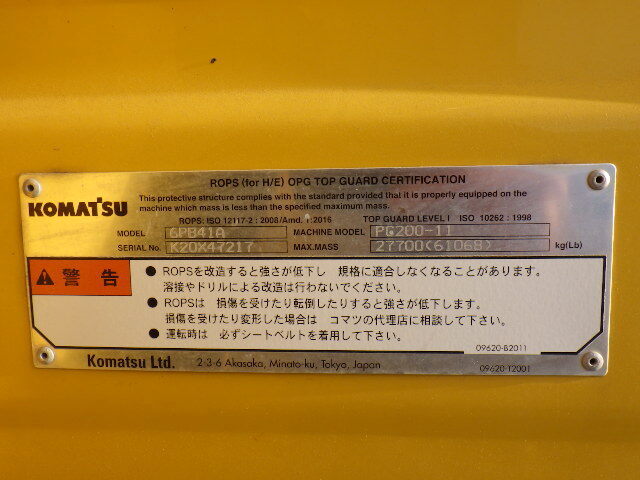 ROPS (for H/E) OPG TOP GUARD CERTIFICATION
KOMATSU
This protective structure complies with the standard provided that it is properly equipped on the
machine which mass is less than the specified maximum mass.
ROPS: ISO 12117-2 : 2008/Amd. 1:2016 TOP GUARD LEVEL I ISO 10262 : 1998
MODEL 6PB41A MACHINE MODEL PC200-11
SERIAL No. K20X47217 MAX.MASS 27700(61068) kg(Lb)
警告
● ROPSを改造すると強さが低下し 規格に適合しなくなることがあります。
溶接やドリルによる改造は行わないでください。
● ROPSは 損傷を受けたり転倒したりすると強さが低下します。
損傷を受けたり変形した場合は コマツの代理店に相談して下さい。
● 運転時は 必ずシートベルトを着用して下さい。
09620-B2011
Komatsu Ltd. 2-3-6 Akasaka, Minato-ku, Tokyo, Japan
09620-T2001